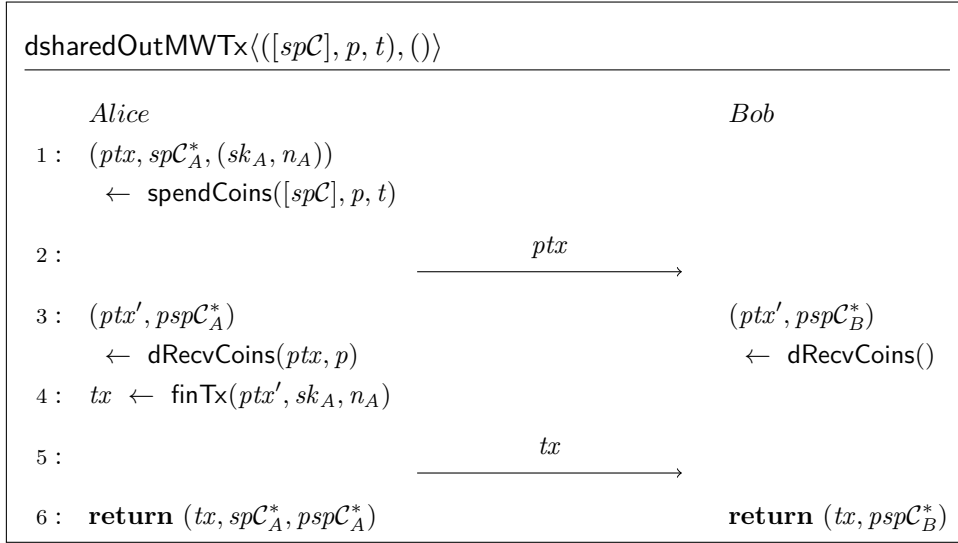 dsharedOutMWTx⟨([sp𝒞], p, t), ()⟩
Alice Bob
1 : (ptx, sp𝒞*_A, (sk_A, n_A))
← spendCoins([sp𝒞], p, t)
2 : ptx
3 : (ptx′, psp𝒞*_A) (ptx′, psp𝒞*_B)
← dRecvCoins(ptx, p) ← dRecvCoins()
4 : tx ← finTx(ptx′, sk_A, n_A)
5 : tx
6 : return (tx, sp𝒞*_A, psp𝒞*_A) return (tx, psp𝒞*_B)